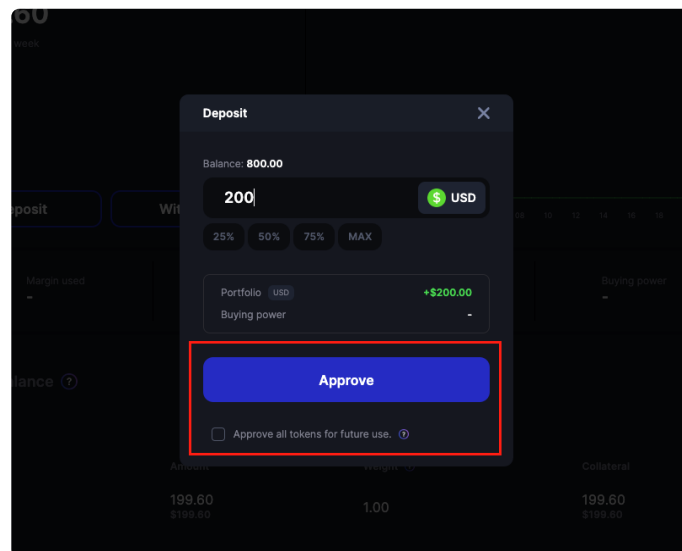 .60
week
Deposit
Balance: 800.00
200
$ USD
25% 50% 75% MAX
posit
Wit
08 10 12 14 16 18
Portfolio USD +$200.00
Buying power -
Margin used
-
Buying power
-
Approve
lance ?
Approve all tokens for future use. ?
Amount Weight Collateral
199.60 1.00 199.60
$199.60 $199.60